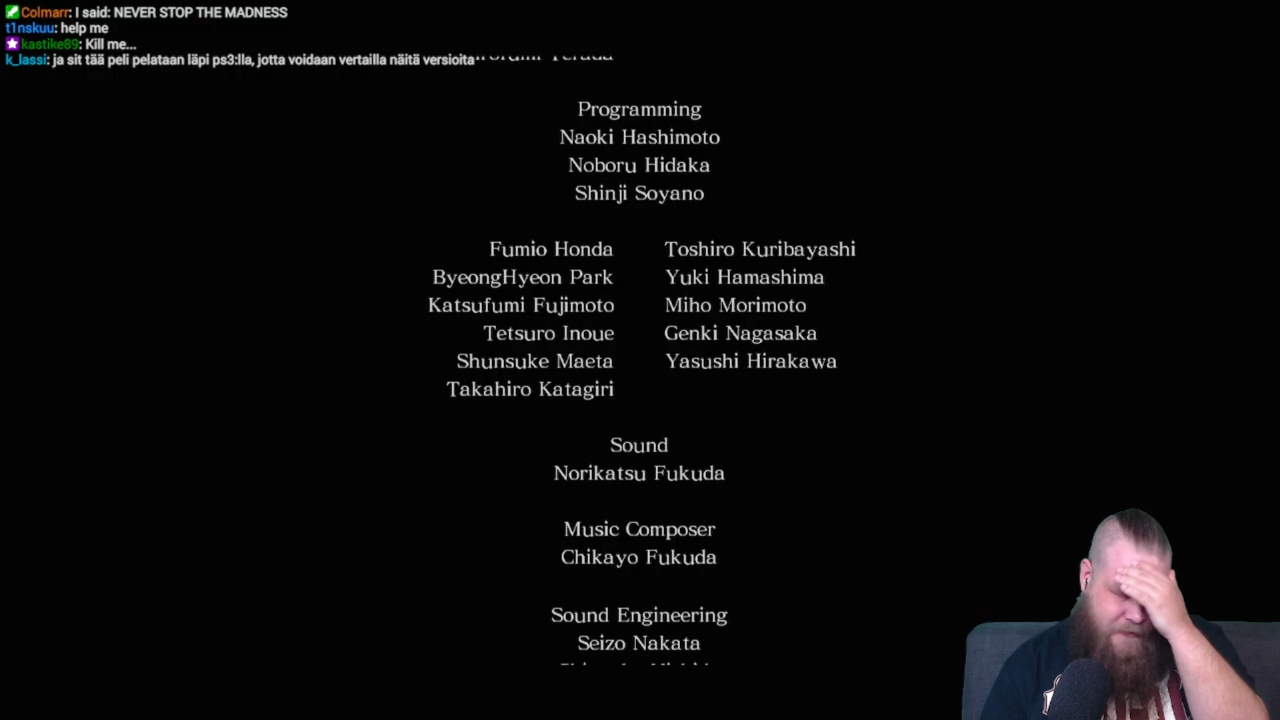 Colmarr: I said: NEVER STOP THE MADNESS
t1nskuu: help me
kastike89: Kill me...
k_lassi: ja sit tää peli pelataan läpi ps3:lla, jotta voidaan vertailla näitä versioita
Programming
Naoki Hashimoto
Noboru Hidaka
Shinji Soyano
Fumio Honda Toshiro Kuribayashi
ByeongHyeon Park Yuki Hamashima
Katsufumi Fujimoto Miho Morimoto
Tetsuro Inoue Genki Nagasaka
Shunsuke Maeta Yasushi Hirakawa
Takahiro Katagiri
Sound
Norikatsu Fukuda
Music Composer
Chikayo Fukuda
Sound Engineering
Seizo Nakata